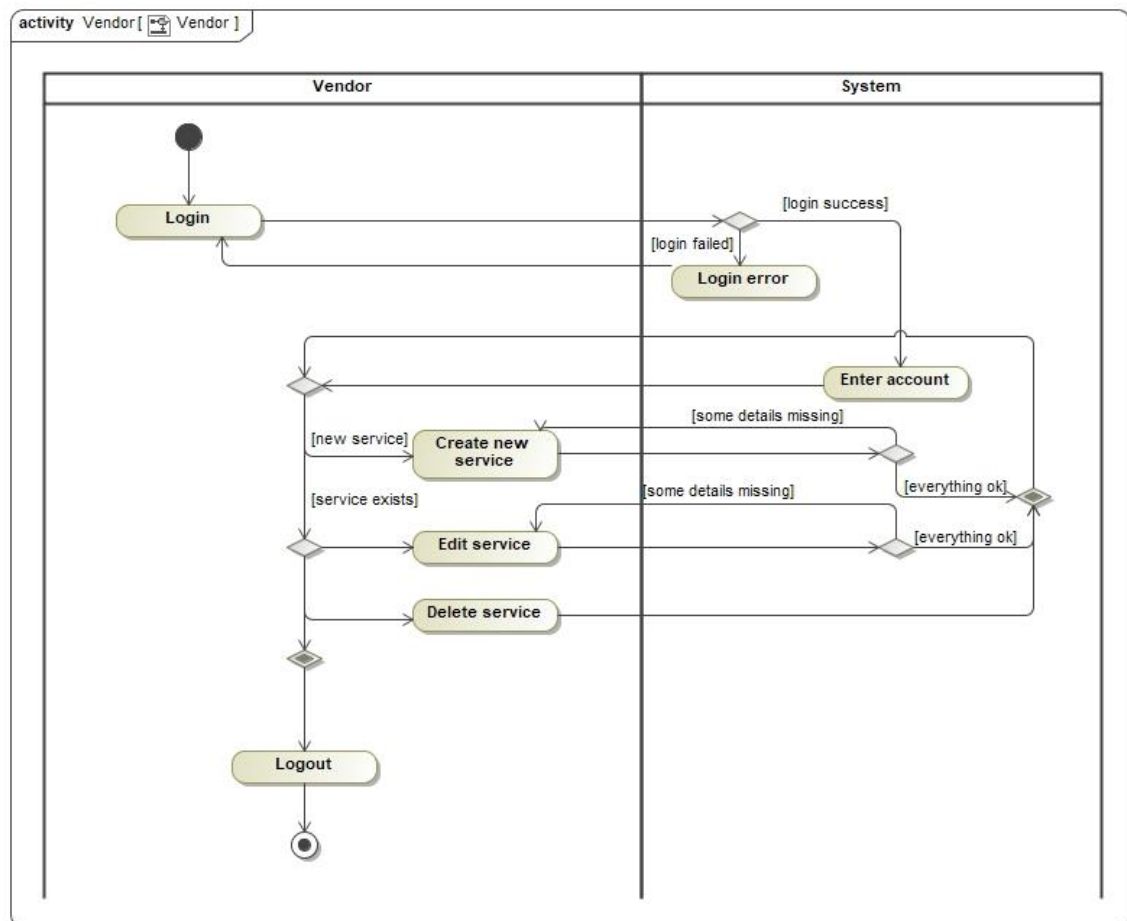 activity Vendor [ Vendor ]
Vendor
System
Login
[login success]
[login failed]
Login error
Enter account
[some details missing]
[new service]
Create new
service
[everything ok]
[service exists]
[some details missing]
Edit service
[everything ok]
Delete service
Logout